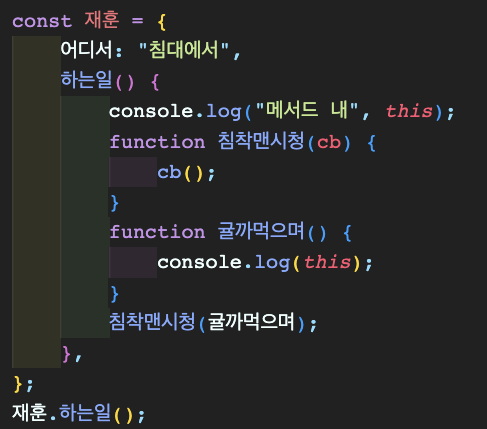 const 재훈 = {
어디서: "침대에서",
하는일() {
console.log("메서드 내", this);
function 침착맨시청(cb) {
cb();
}
function 귤까먹으며() {
console.log(this);
}
침착맨시청(귤까먹으며);
},
};
재훈.하는일();